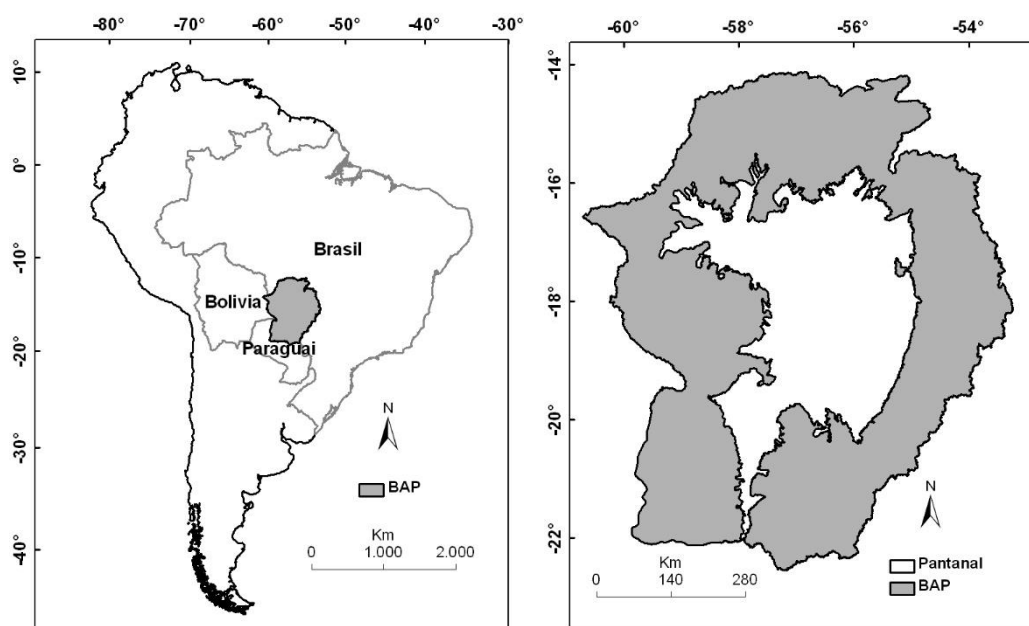 -80° -70° -60° -50° -40° -30°
10°
0°
-10°
-20°
-30°
-40°
Brasil
Bolivia
Paraguai
N
BAP
Km
0 1.000 2.000
-60° -58° -56° -54°
-14°
-16°
-18°
-20°
-22°
N
Km
0 140 280
Pantanal
BAP